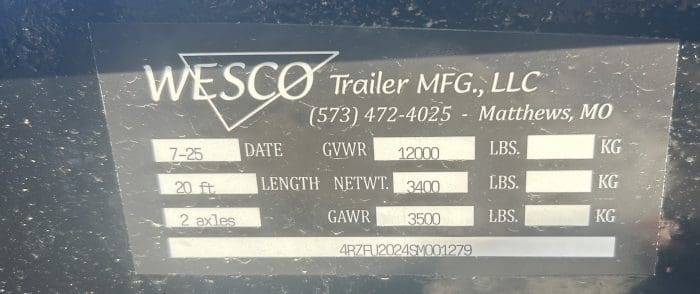 WESCO Trailer MFG., LLC
(573) 472-4025 - Matthews, MO
7-25 DATE GVWR 12000 LBS. KG
20 ft LENGTH NETWT. 3400 LBS. KG
2 axles GAWR 3500 LBS. KG
4RZFU2024SM001279